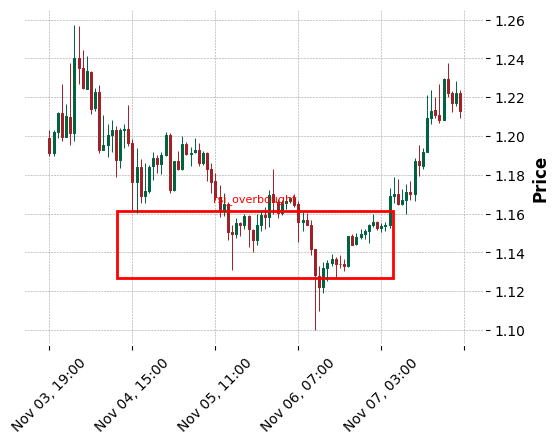 1.26
1.24
1.22
1.20
1.18
1.16
1.14
1.12
1.10
Price
rsi_overbought
Nov 03, 19:00
Nov 04, 15:00
Nov 05, 11:00
Nov 06, 07:00
Nov 07, 03:00